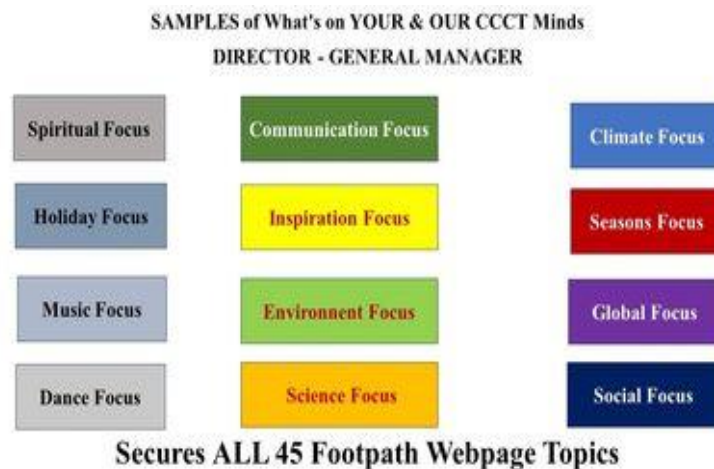 SAMPLES of What's on YOUR & OUR CCCT Minds
DIRECTOR - GENERAL MANAGER
Spiritual Focus
Communication Focus
Climate Focus
Holiday Focus
Inspiration Focus
Seasons Focus
Music Focus
Environnent Focus
Global Focus
Dance Focus
Science Focus
Social Focus
Secures ALL 45 Footpath Webpage Topics